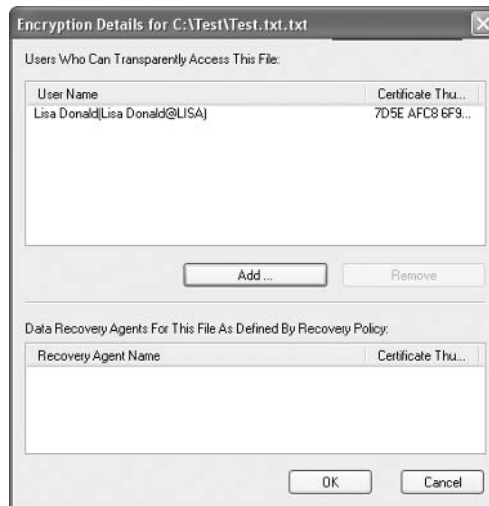 Encryption Details for C:\Test\Test.txt.txt
Users Who Can Transparently Access This File:
User Name Certificate Thu...
Lisa Donald(Lisa Donald@LISA) 7D5E AFC8 6F9...
Add ... Remove
Data Recovery Agents For This File As Defined By Recovery Policy:
Recovery Agent Name Certificate Thu...
OK Cancel